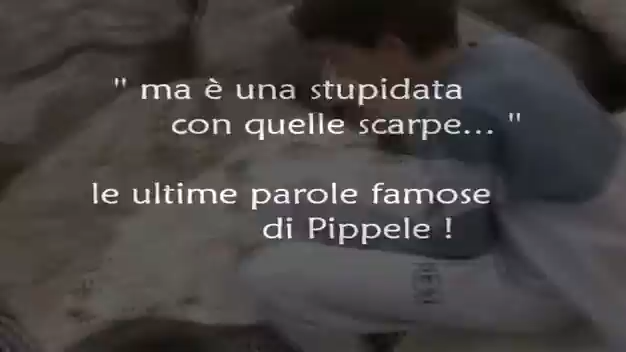 " ma è una stupidata
con quelle scarpe... "
le ultime parole famose
di Pippele !